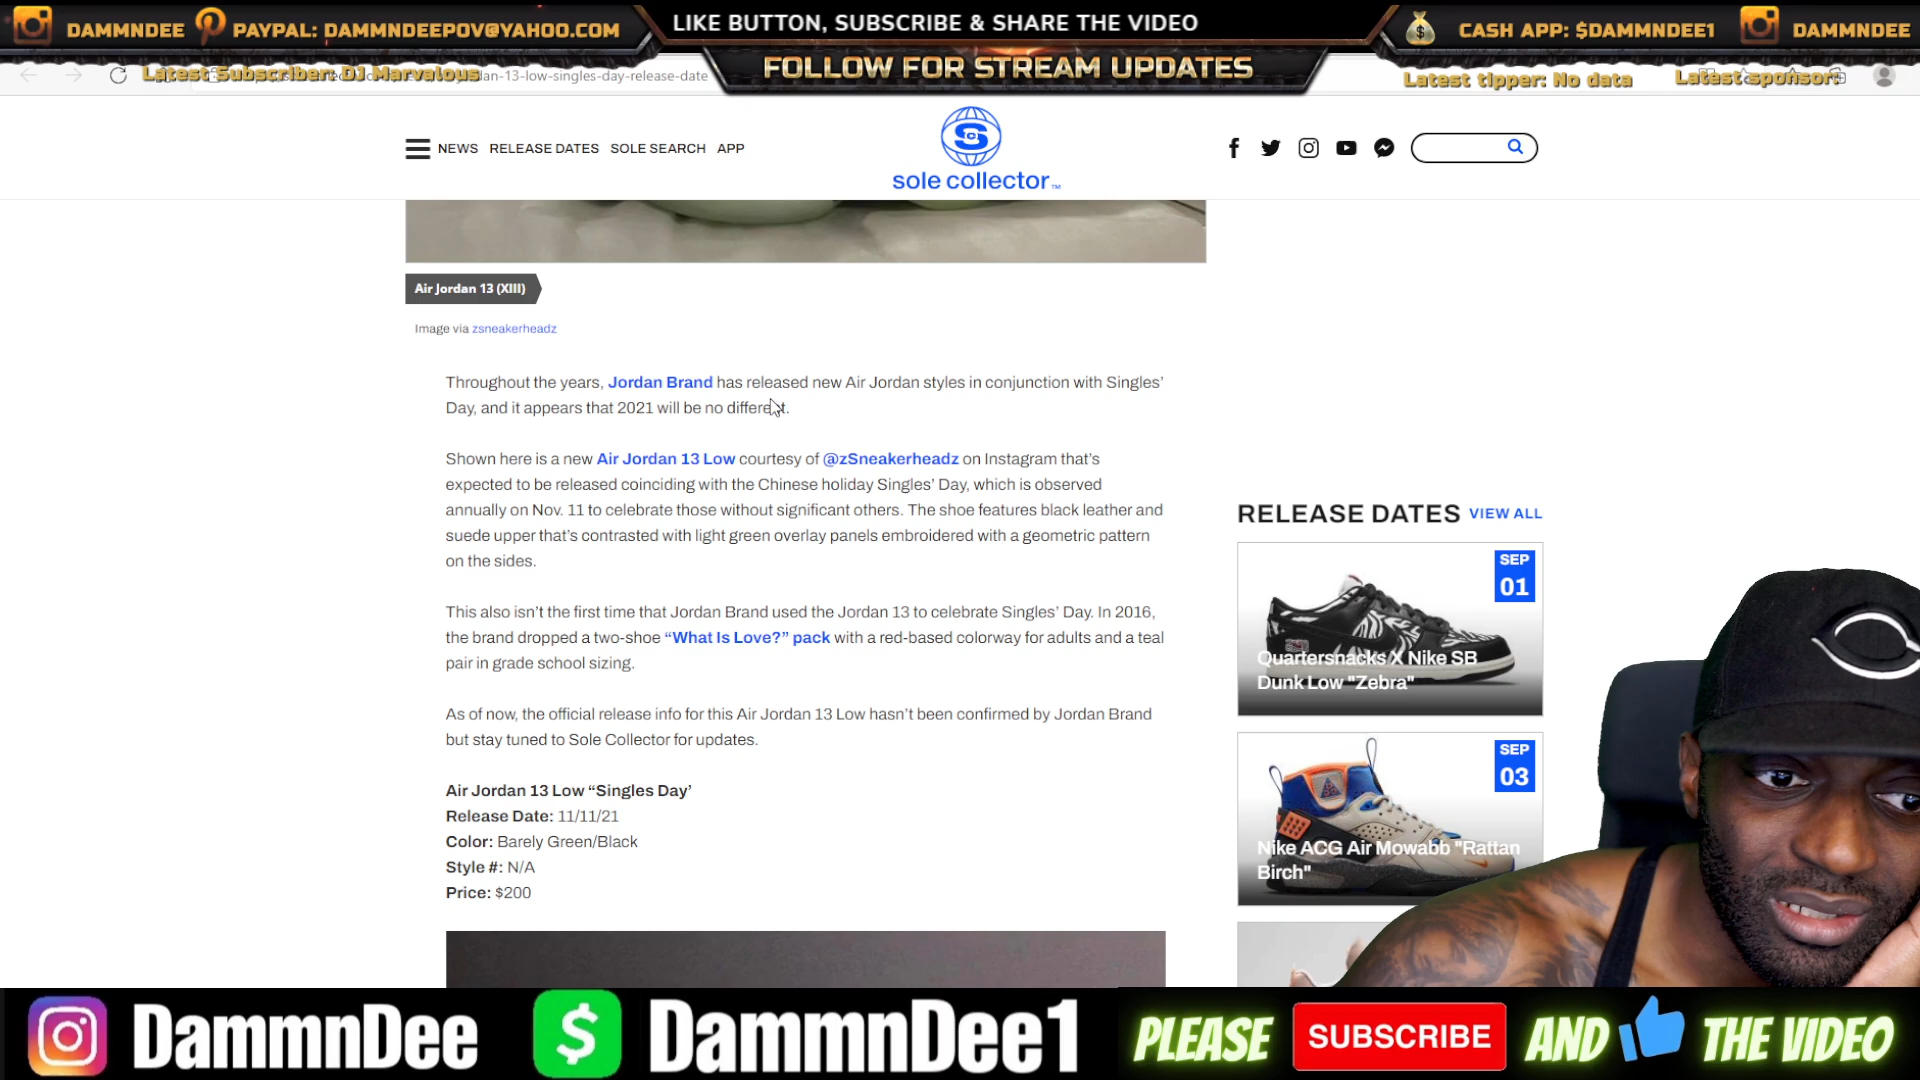 DAMMNDEE PAYPAL: DAMMNDEEPOV@YAHOO.COM LIKE BUTTON, SUBSCRIBE & SHARE THE VIDEO CASH APP: $DAMMNDEE1 DAMMNDEE
FOLLOW FOR STREAM UPDATES
Latest Subscriber: DJ Marvalous an-13-low-singles-day-release-date Latest tipper: No data Latest sponsor:
NEWS RELEASE DATES SOLE SEARCH APP
sole collector™
Air Jordan 13 (XIII)
Image via zsneakerheadz
Throughout the years, Jordan Brand has released new Air Jordan styles in conjunction with Singles’
Day, and it appears that 2021 will be no different.
Shown here is a new Air Jordan 13 Low courtesy of @zSneakerheadz on Instagram that’s
expected to be released coinciding with the Chinese holiday Singles’ Day, which is observed
annually on Nov. 11 to celebrate those without significant others. The shoe features black leather and
suede upper that’s contrasted with light green overlay panels embroidered with a geometric pattern
on the sides.
This also isn’t the first time that Jordan Brand used the Jordan 13 to celebrate Singles’ Day. In 2016,
the brand dropped a two-shoe “What Is Love?” pack with a red-based colorway for adults and a teal
pair in grade school sizing.
As of now, the official release info for this Air Jordan 13 Low hasn’t been confirmed by Jordan Brand
but stay tuned to Sole Collector for updates.
Air Jordan 13 Low “Singles Day’
Release Date: 11/11/21
Color: Barely Green/Black
Style #: N/A
Price: $200
RELEASE DATES VIEW ALL
SEP
01
Quartersnacks X Nike SB
Dunk Low "Zebra"
SEP
03
Nike ACG Air Mowabb "Rattan
Birch"
DammnDee $ DammnDee1 PLEASE SUBSCRIBE AND THE VIDEO